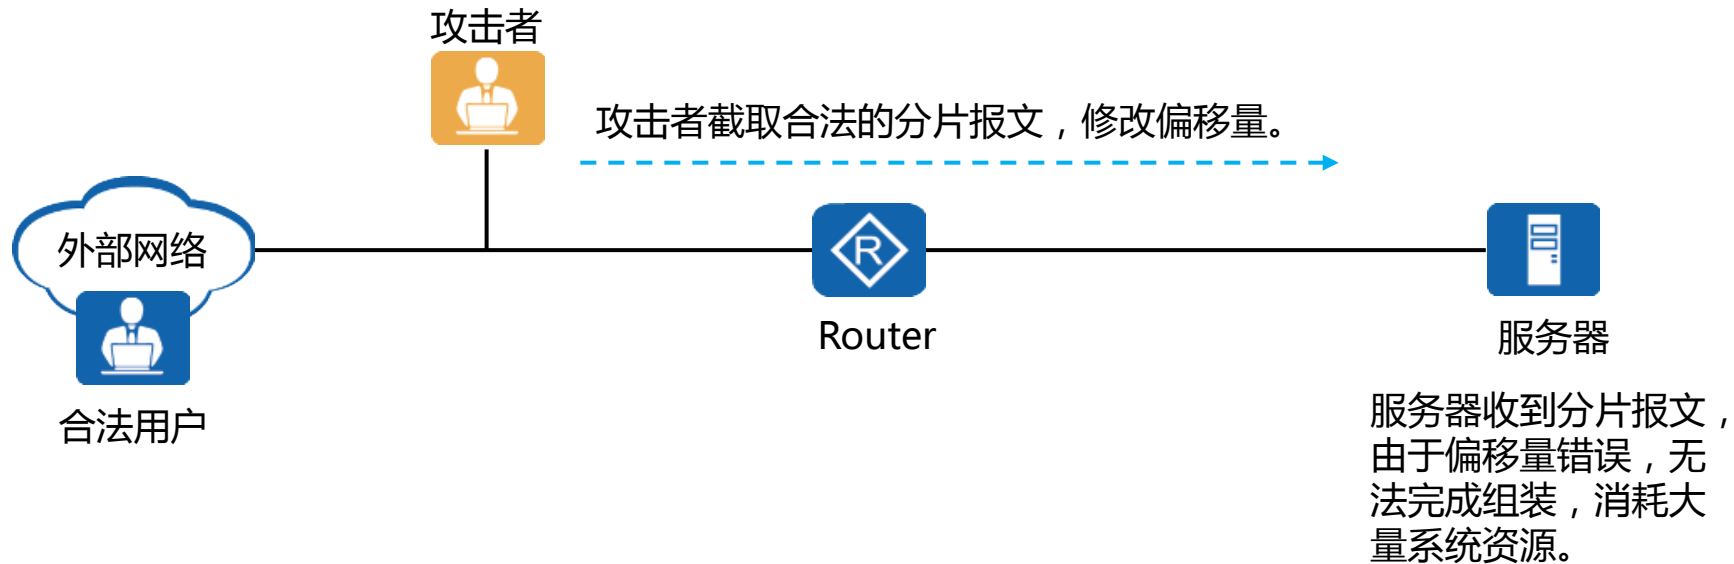 攻击者
攻击者截取合法的分片报文，修改偏移量。
外部网络
R
Router
服务器
合法用户
服务器收到分片报文，
由于偏移量错误，无
法完成组装，消耗大
量系统资源。